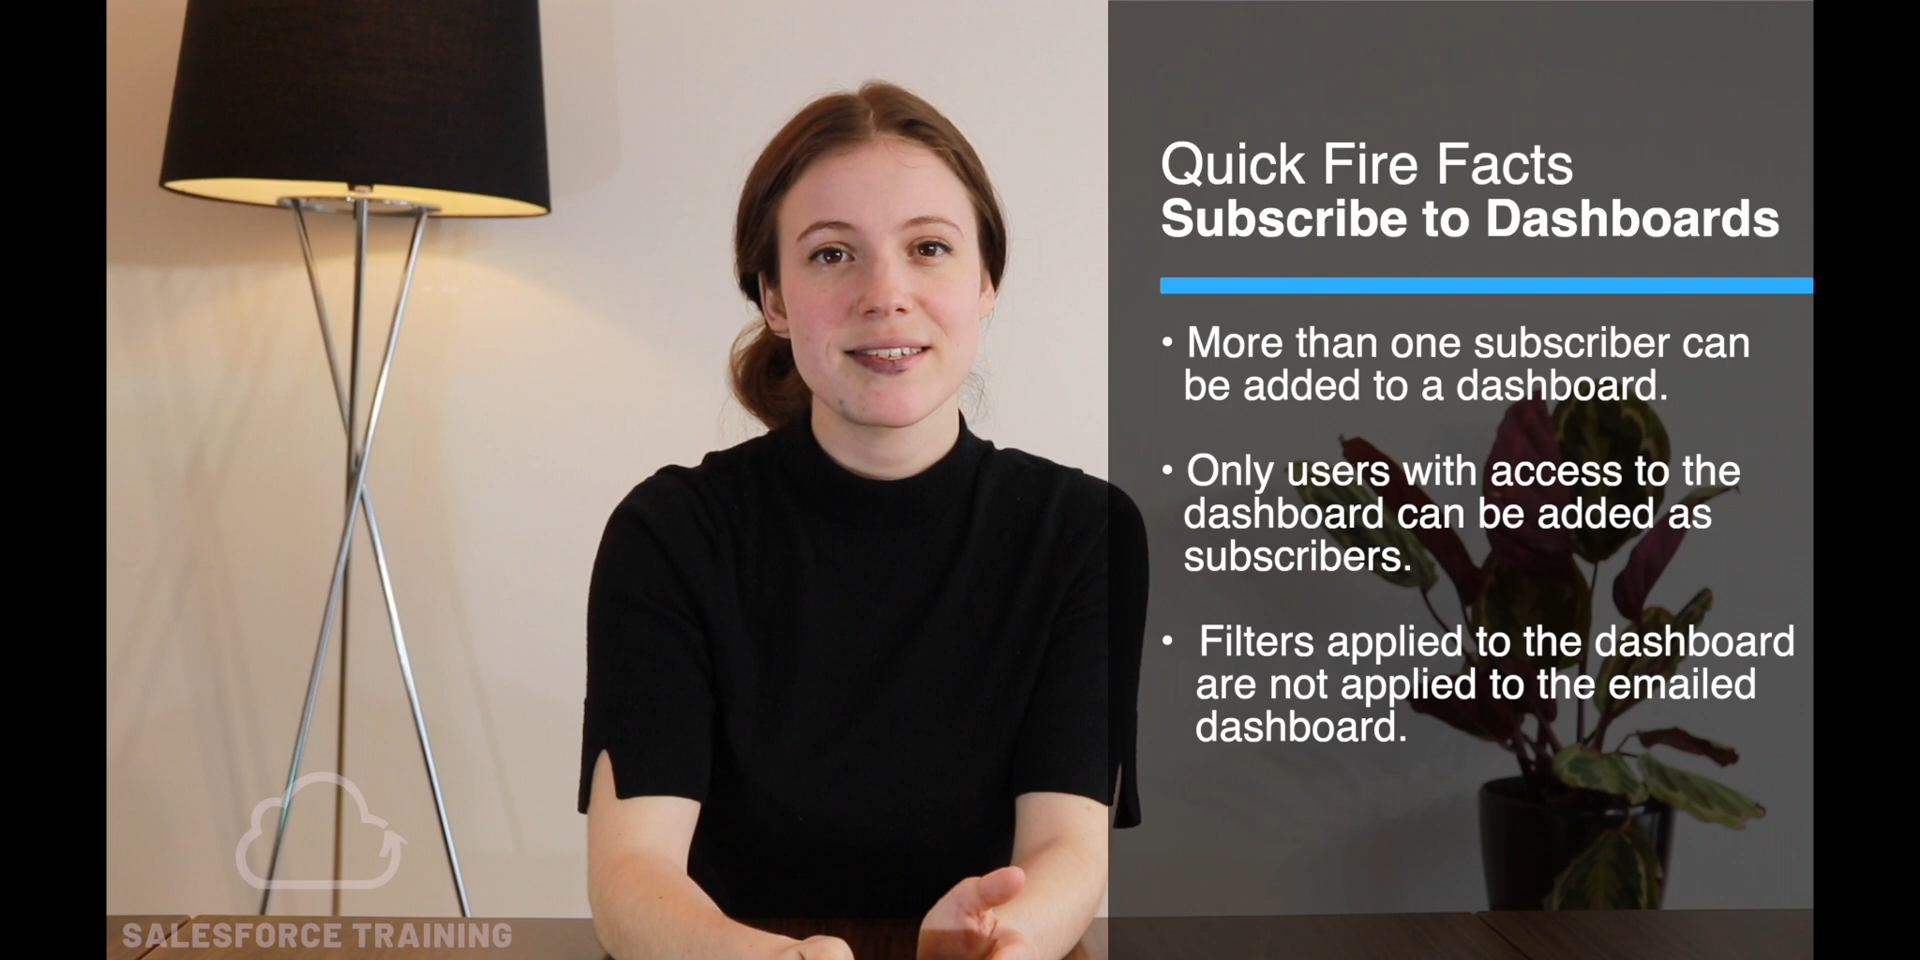 Quick Fire Facts
Subscribe to Dashboards
• More than one subscriber can
be added to a dashboard.
• Only users with access to the
dashboard can be added as
subscribers.
• Filters applied to the dashboard
are not applied to the emailed
dashboard.
SALESFORCE TRAINING